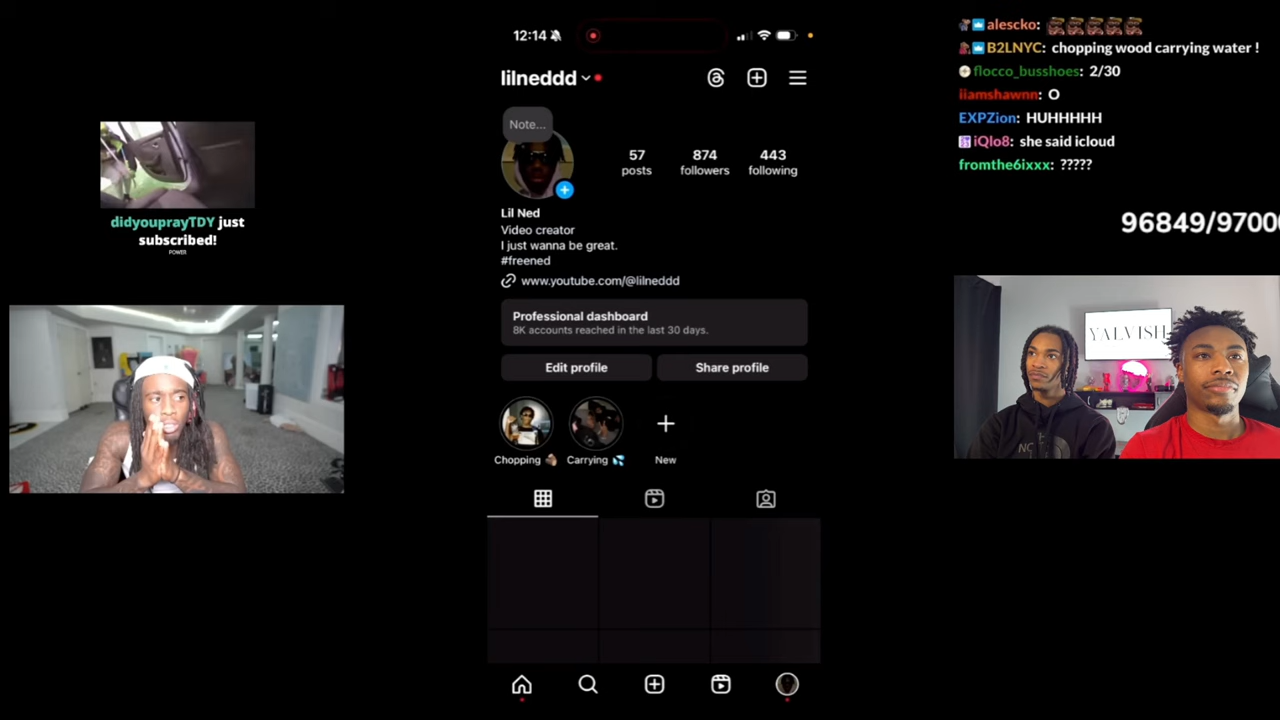 didyouprayTDY just
subscribed!
POWER
12:14
lilneddd
Note...
57 posts
874 followers
443 following
Lil Ned
Video creator
I just wanna be great.
#freened
www.youtube.com/@lilneddd
Professional dashboard
8K accounts reached in the last 30 days.
Edit profile
Share profile
Chopping
Carrying
New
alescko:
B2LNYC: chopping wood carrying water !
flocco_busshoes: 2/30
iiamshawnn: O
EXPZion: HUHHHHH
iQlo8: she said icloud
fromthe6ixxx: ?????
96849/9700
YALVISH